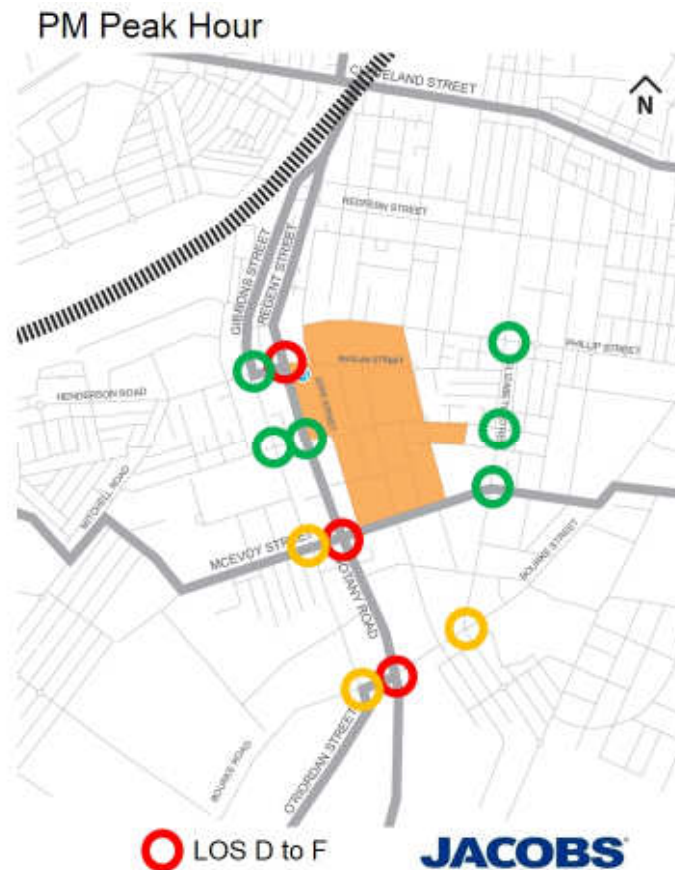 PM Peak Hour
CLEVELAND STREET
N
REDFERN STREET
GIBBONS STREET
REGENT STREET
PHILLIP STREET
HENDERSON ROAD
MITCHELL ROAD
MCEVOY STREET
BOURKE STREET
BOTANY ROAD
BOURKE ROAD
O'RIORDAN STREET
LOS D to F
JACOBS